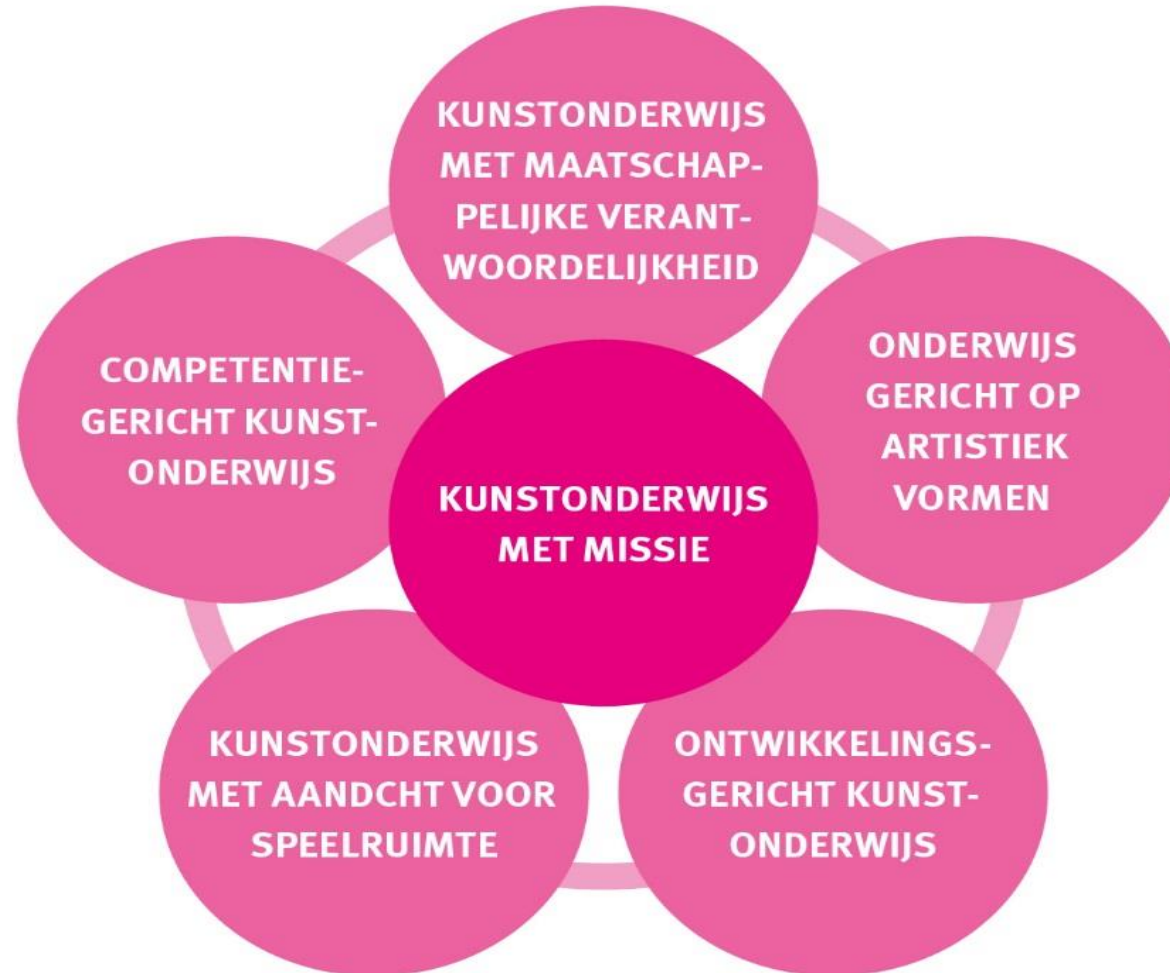 KUNSTONDERWIJS
MET MAATSCHAP-
PELIJKE VERANT-
WOORDELIJKHEID
COMPETENTIE-
GERICHT KUNST-
ONDERWIJS
ONDERWIJS
GERICHT OP
ARTISTIEK
VORMEN
KUNSTONDERWIJS
MET MISSIE
KUNSTONDERWIJS
MET AANDCHT VOOR
SPEELRUIMTE
ONTWIKKELINGS-
GERICHT KUNST-
ONDERWIJS